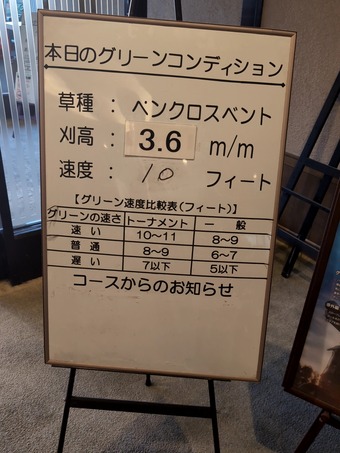 本日のグリーンコンディション
草種 : ペンクロスベント
刈高 : 3.6 m/m
速度 : 10 フィート
【グリーン速度比較表(フィート)】
グリーンの速さ トーナメント 一般
速い 10~11 8~9
普通 8~9 6~7
遅い 7以下 5以下
コースからのお知らせ